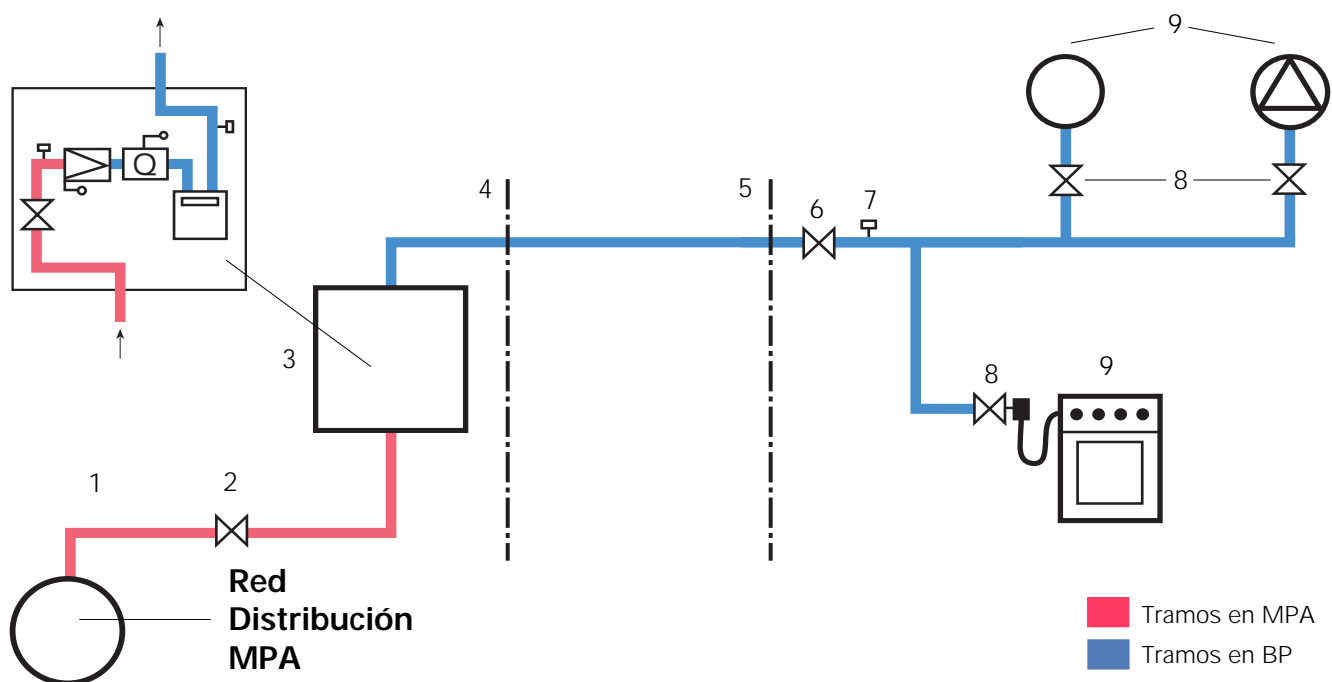 9
Q
4
5
6
7
8
3
8
9
1
2
Red
Distribución
MPA
Tramos en MPA
Tramos en BP